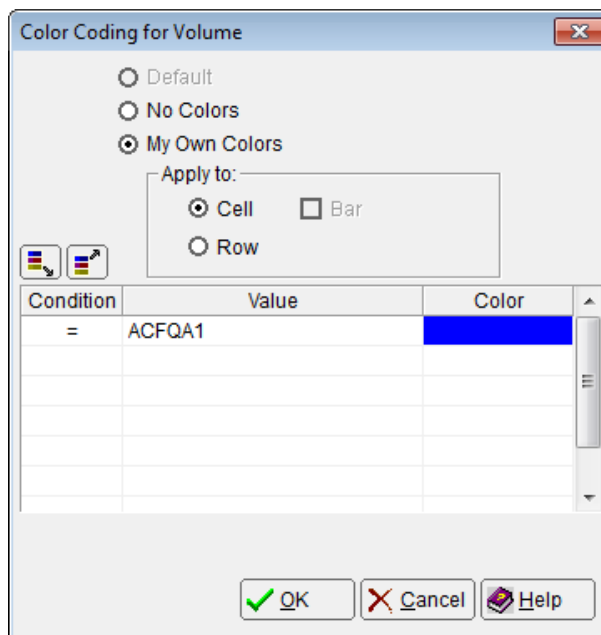 Color Coding for Volume
Default
No Colors
My Own Colors
Apply to:
Cell Bar
Row
Condition Value Color
= ACFQA1
OK Cancel Help